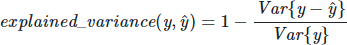 explained_variance(y, ŷ) = 1 − Var{y − ŷ} / Var{y}